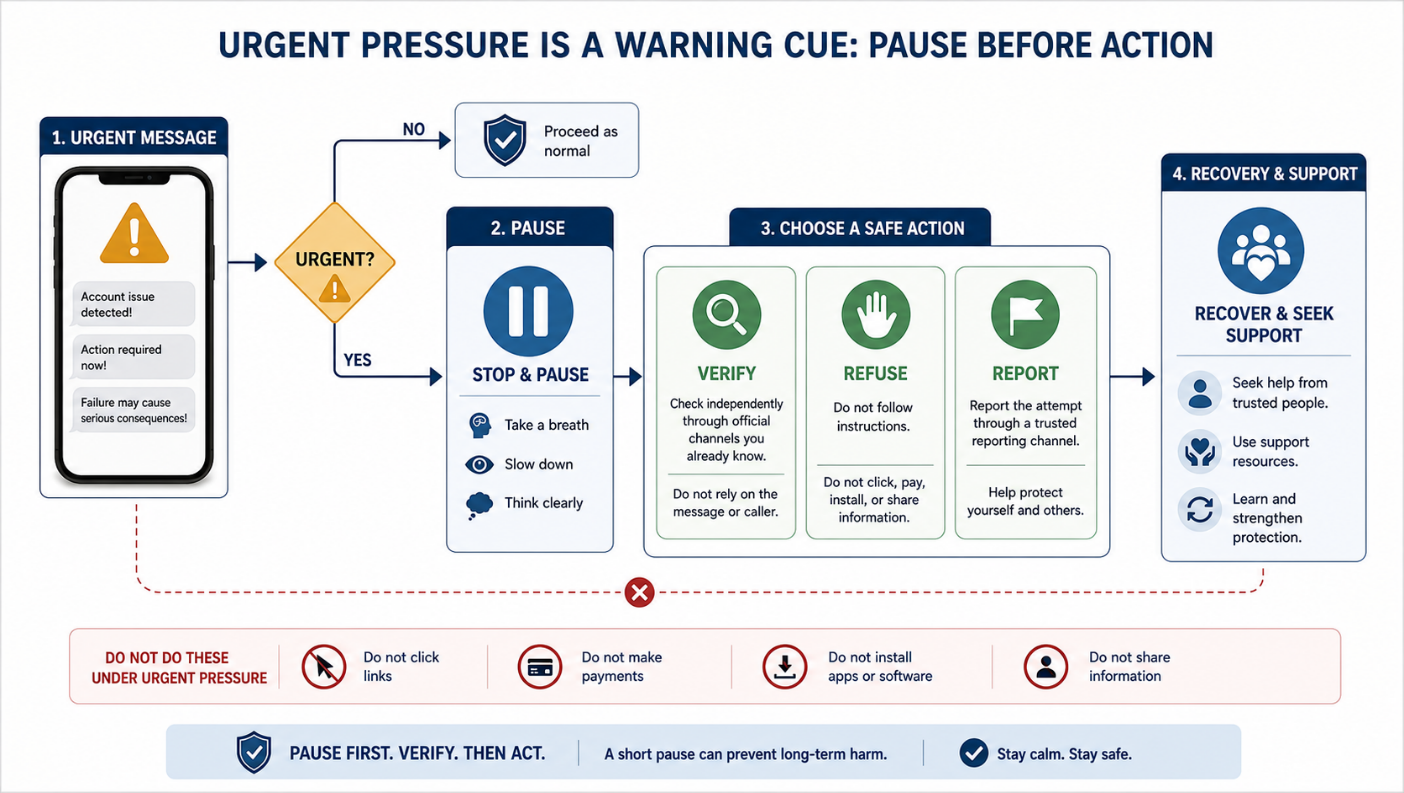 URGENT PRESSURE IS A WARNING CUE: PAUSE BEFORE ACTION
1. URGENT MESSAGE
Account issue
detected!
Action required
now!
Failure may cause
serious consequences!
URGENT?
NO
Proceed as
normal
YES
2. PAUSE
STOP & PAUSE
Take a breath
Slow down
Think clearly
3. CHOOSE A SAFE ACTION
VERIFY
Check independently
through official
channels you
already know.
Do not rely on the
message or caller.
REFUSE
Do not follow
instructions.
Do not click, pay,
install, or share
information.
REPORT
Report the attempt
through a trusted
reporting channel.
Help protect
yourself and others.
4. RECOVERY & SUPPORT
RECOVER & SEEK
SUPPORT
Seek help from
trusted people.
Use support
resources.
Learn and
strengthen
protection.
DO NOT DO THESE
UNDER URGENT PRESSURE
Do not click
links
Do not make
payments
Do not install
apps or software
Do not share
information
PAUSE FIRST. VERIFY. THEN ACT.
A short pause can prevent long-term harm.
Stay calm. Stay safe.